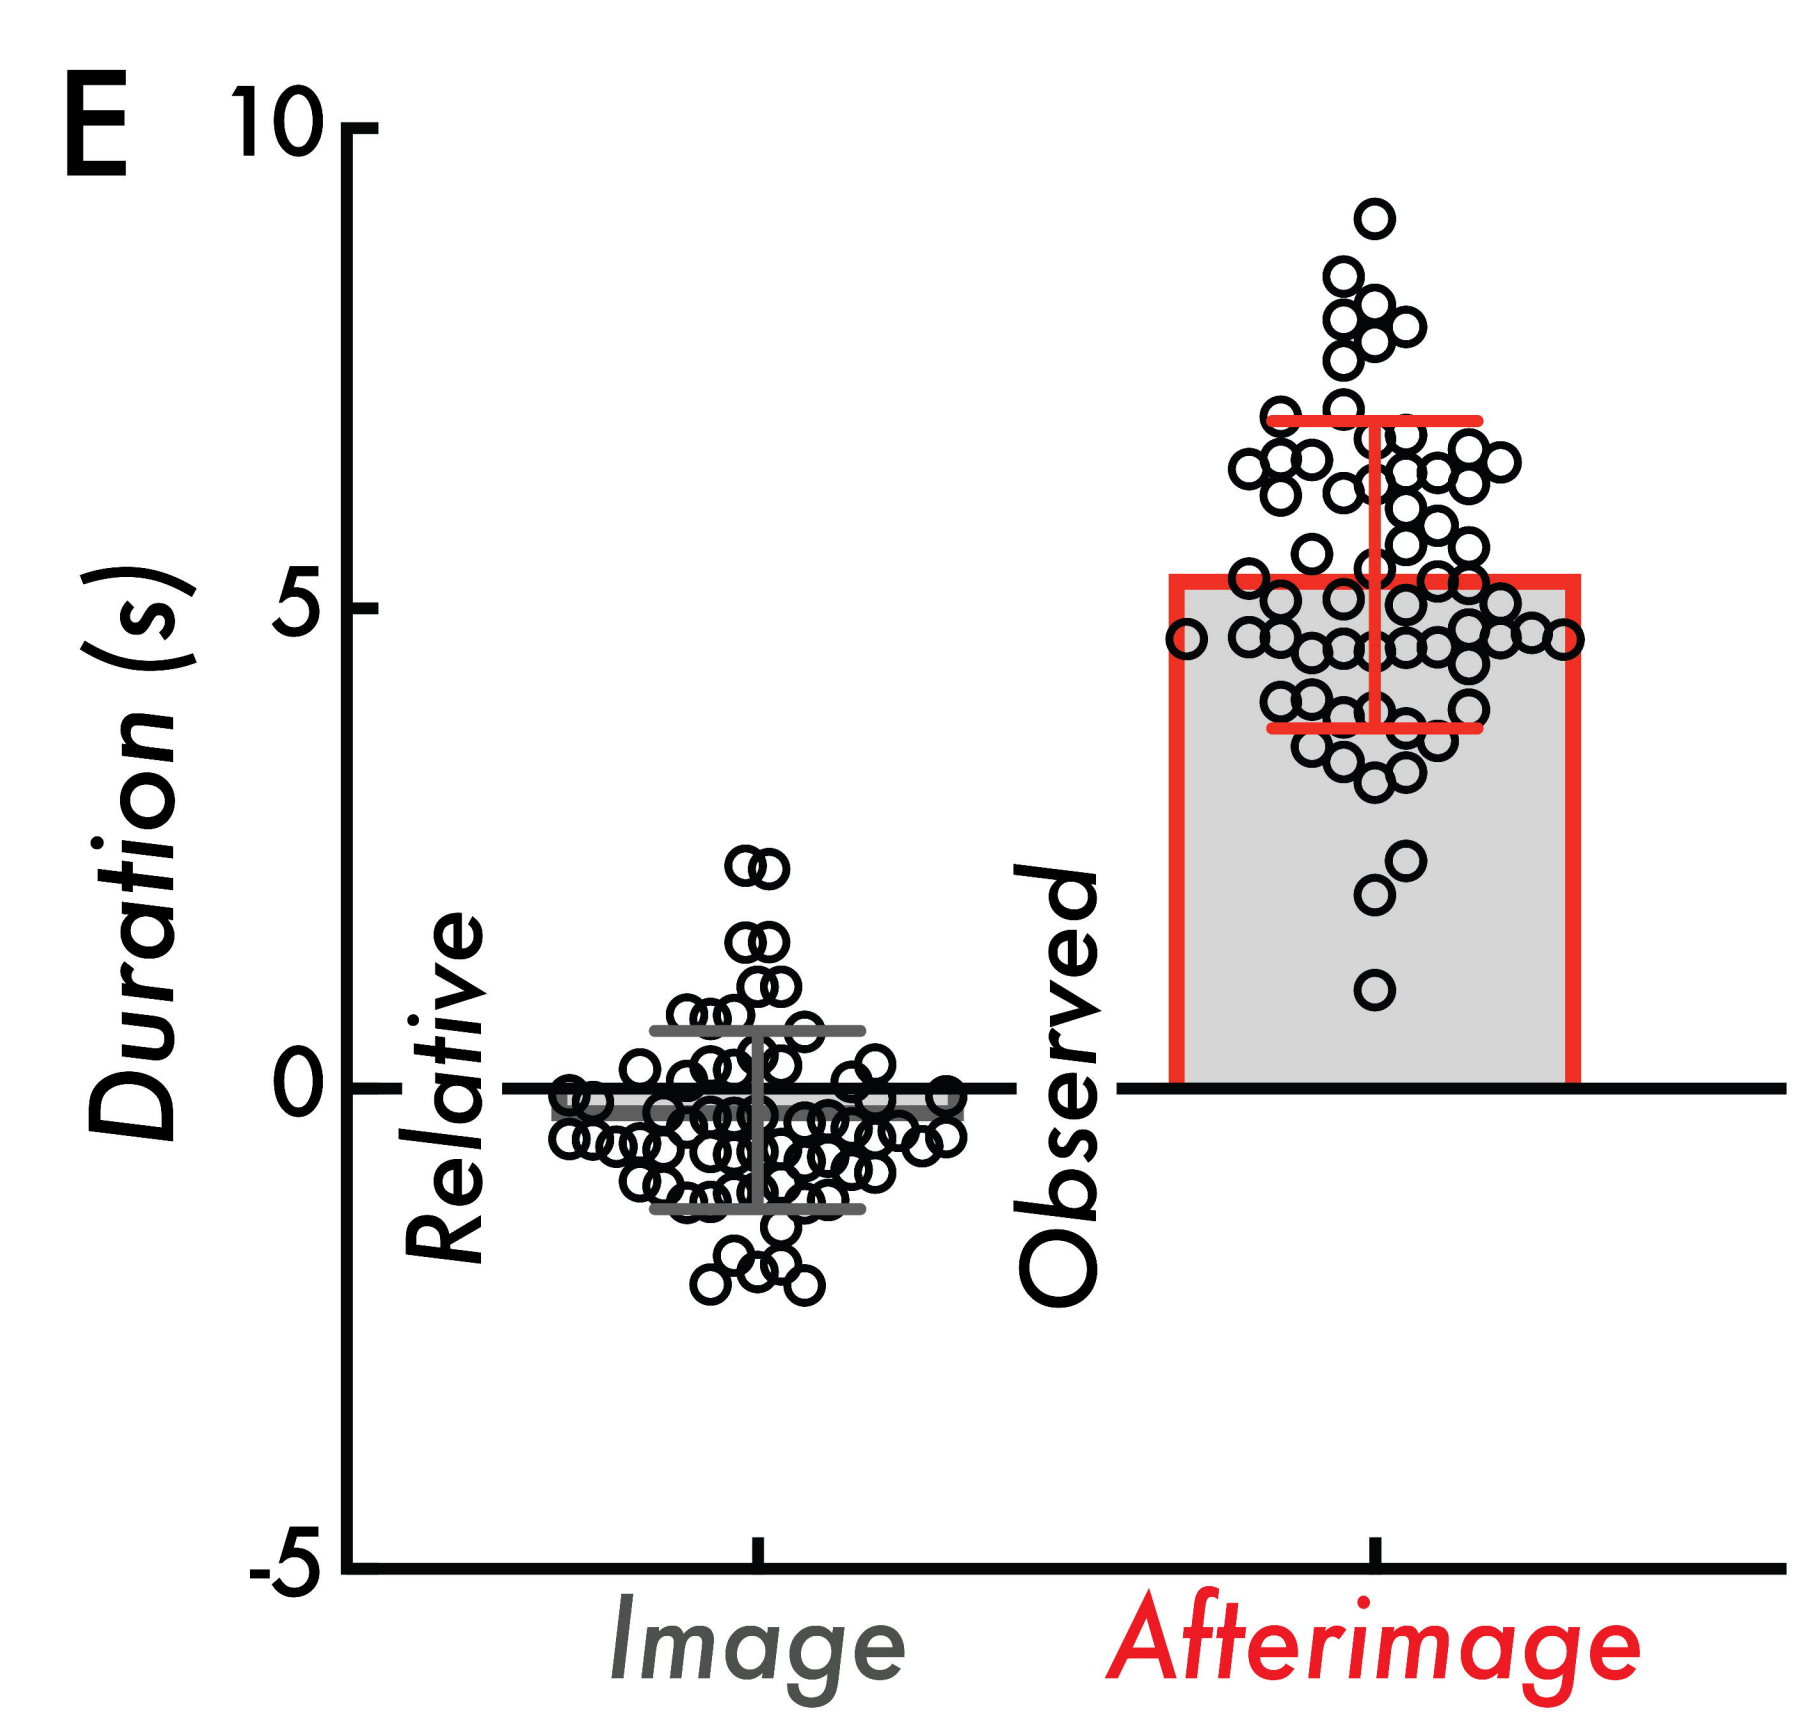 E
10
5
0
-5
Duration (s)
Relative
Observed
Image
Afterimage